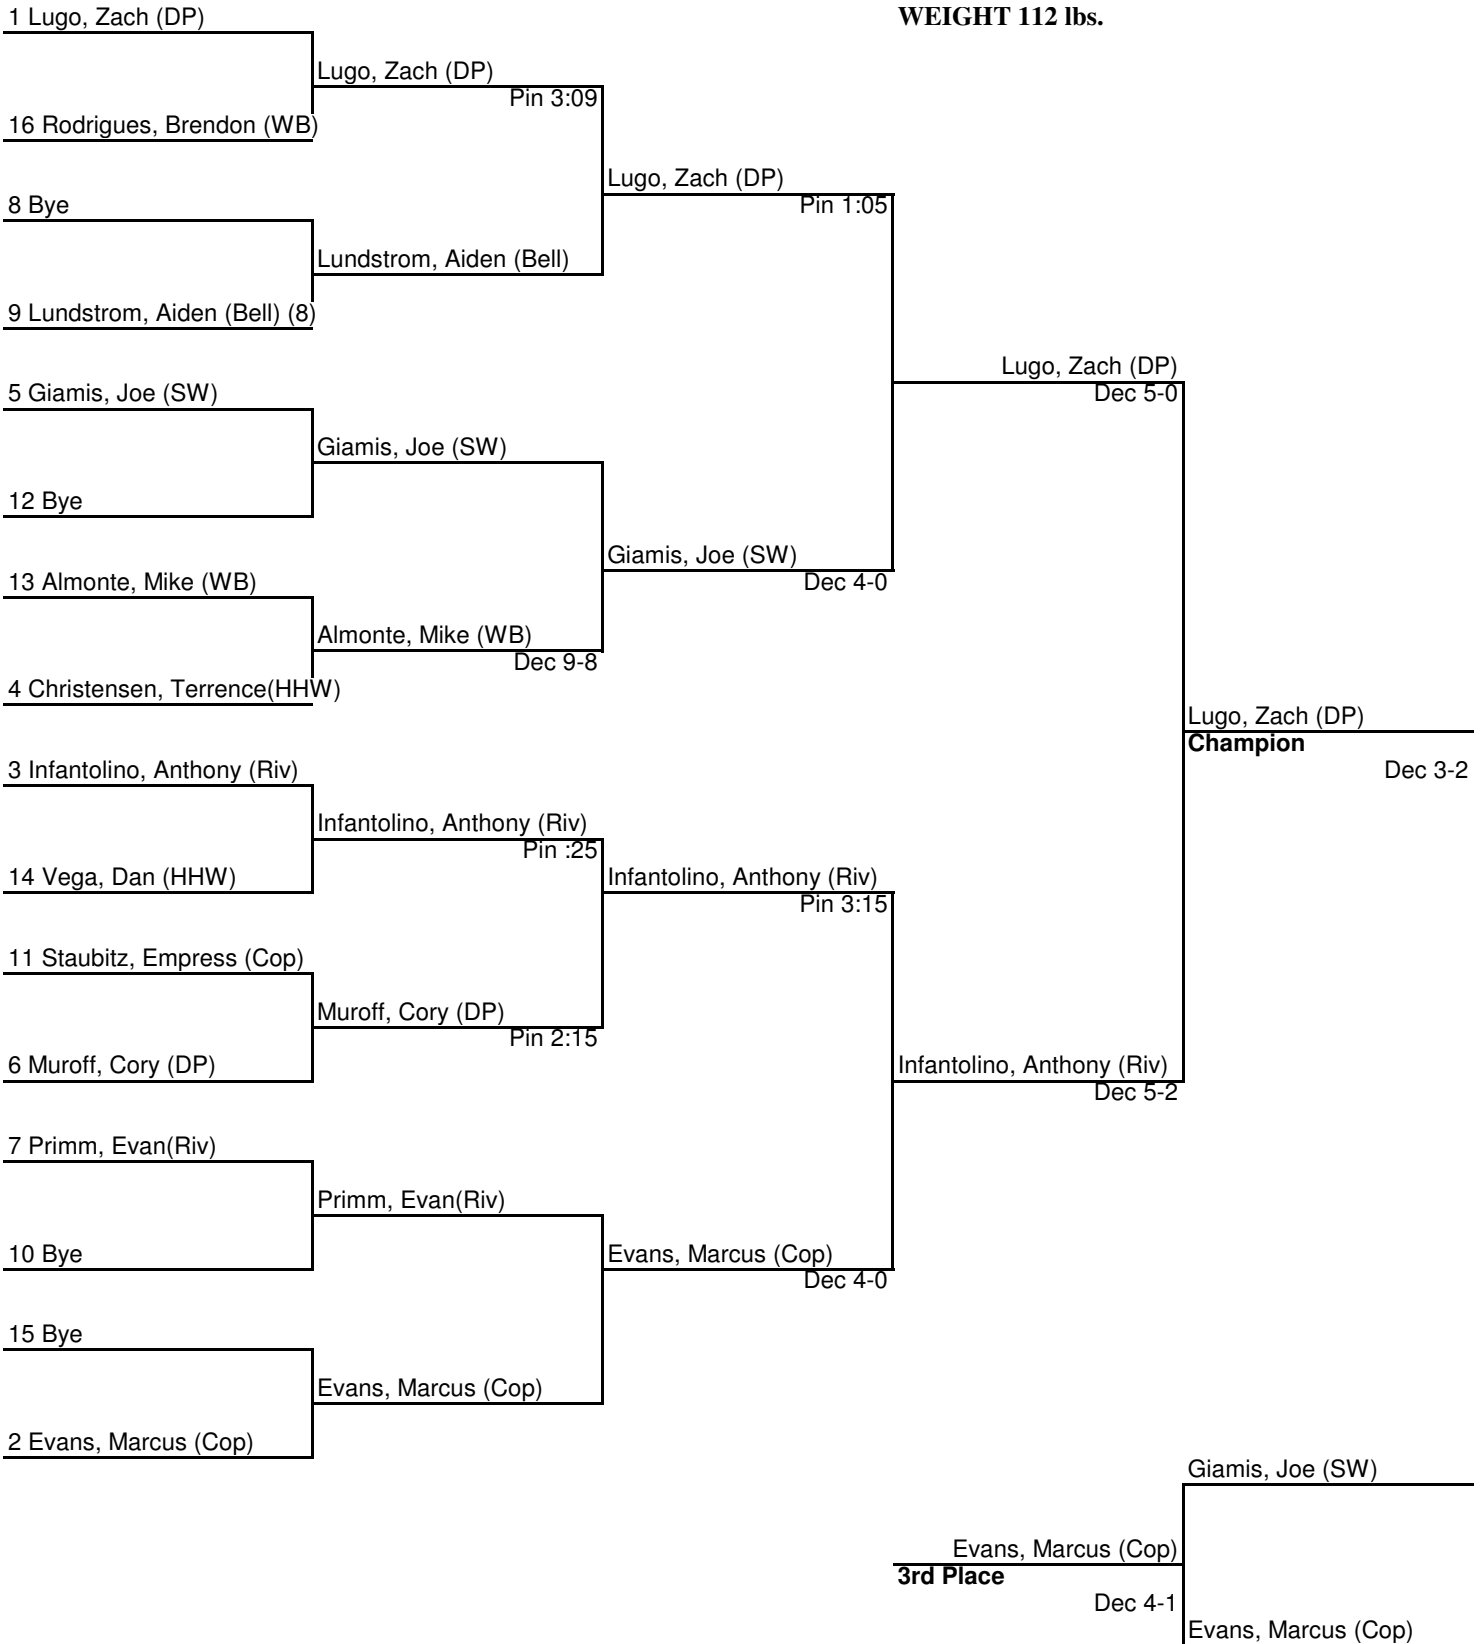 1 Lugo, Zach (DP)
WEIGHT 112 lbs.
Lugo, Zach (DP)
Pin 3:09
16 Rodrigues, Brendon (WB)
Lugo, Zach (DP)
Pin 1:05
8 Bye
Lundstrom, Aiden (Bell)
9 Lundstrom, Aiden (Bell) (8)
Lugo, Zach (DP)
Dec 5-0
5 Giamis, Joe (SW)
Giamis, Joe (SW)
12 Bye
Giamis, Joe (SW)
Dec 4-0
13 Almonte, Mike (WB)
Almonte, Mike (WB)
Dec 9-8
4 Christensen, Terrence(HHW)
Lugo, Zach (DP)
Champion
Dec 3-2
3 Infantolino, Anthony (Riv)
Infantolino, Anthony (Riv)
Pin :25
14 Vega, Dan (HHW)
Infantolino, Anthony (Riv)
Pin 3:15
11 Staubitz, Empress (Cop)
Muroff, Cory (DP)
Pin 2:15
6 Muroff, Cory (DP)
Infantolino, Anthony (Riv)
Dec 5-2
7 Primm, Evan(Riv)
Primm, Evan(Riv)
10 Bye
Evans, Marcus (Cop)
Dec 4-0
15 Bye
Evans, Marcus (Cop)
2 Evans, Marcus (Cop)
Giamis, Joe (SW)
Evans, Marcus (Cop)
3rd Place
Dec 4-1
Evans, Marcus (Cop)